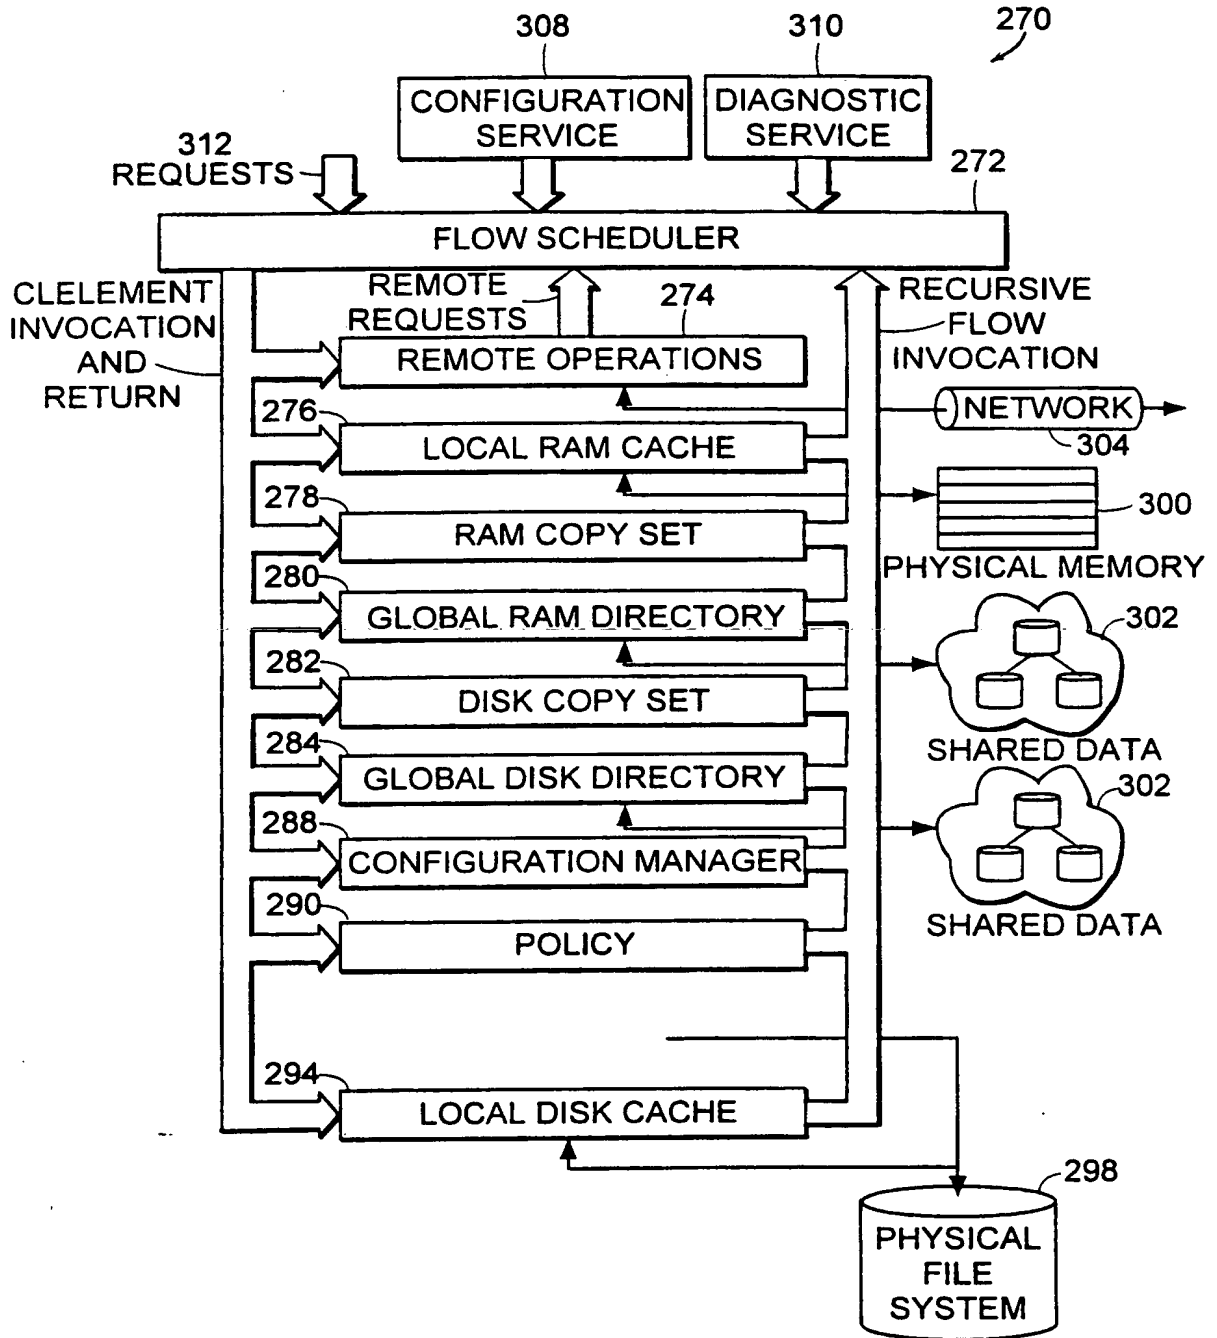 308
310
270
CONFIGURATION
SERVICE
DIAGNOSTIC
SERVICE
312
REQUESTS
272
FLOW SCHEDULER
CLELEMENT
INVOCATION
AND
RETURN
REMOTE
REQUESTS
274
RECURSIVE
FLOW
INVOCATION
REMOTE OPERATIONS
276
NETWORK
304
LOCAL RAM CACHE
278
300
RAM COPY SET
PHYSICAL MEMORY
280
GLOBAL RAM DIRECTORY
302
282
DISK COPY SET
SHARED DATA
284
GLOBAL DISK DIRECTORY
302
288
CONFIGURATION MANAGER
290
SHARED DATA
POLICY
294
LOCAL DISK CACHE
298
PHYSICAL
FILE
SYSTEM